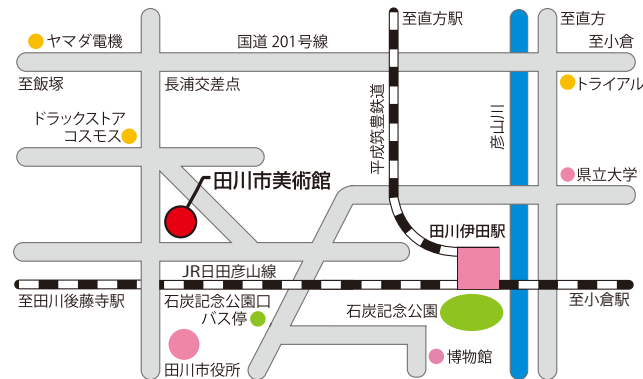 至直方駅
至直方
ヤマダ電機
国道 201号線
至小倉
至飯塚
長浦交差点
トライアル
平成筑豊鉄道
彦山川
ドラックストア
コスモス
県立大学
田川市美術館
田川伊田駅
JR日田彦山線
至田川後藤寺駅
石炭記念公園口
バス停
石炭記念公園
至小倉駅
田川市役所
博物館